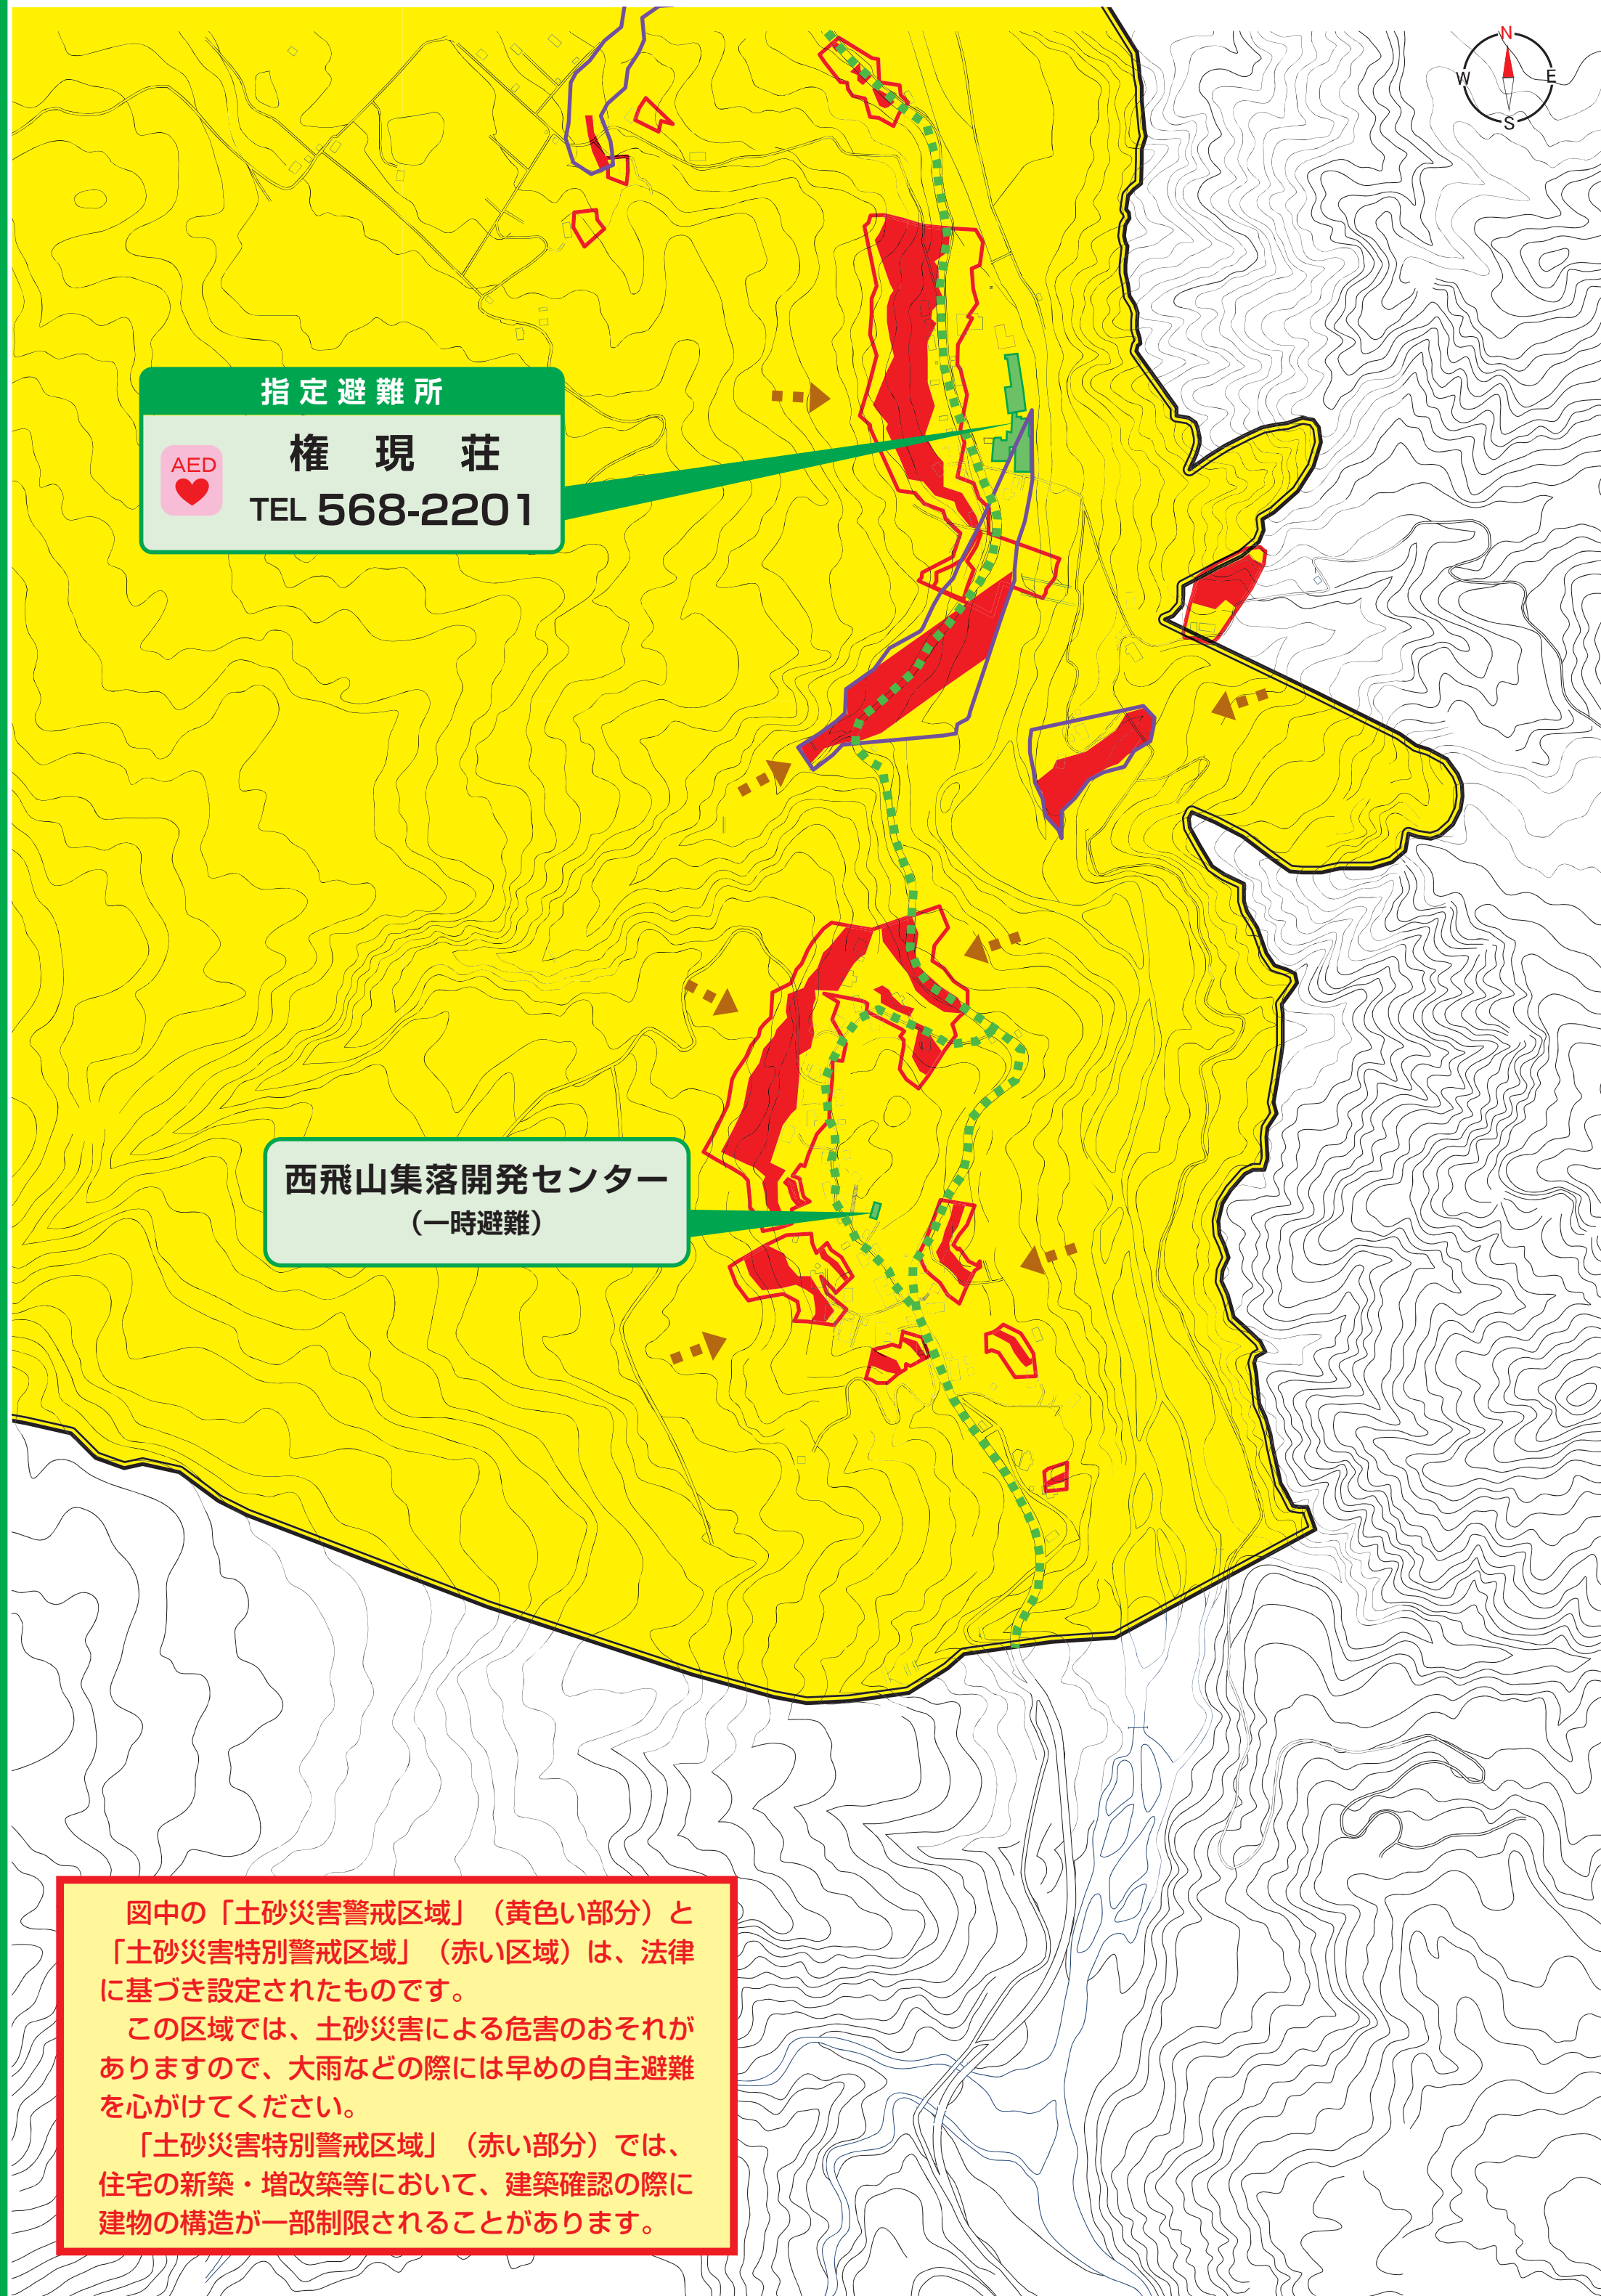 N
W
E
S
指定避難所
AED
権現荘
TEL 568-2201
西飛山集落開発センター
（一時避難）
図中の「土砂災害警戒区域」（黄色い部分）と
「土砂災害特別警戒区域」（赤い区域）は、法律
に基づき設定されたものです。
この区域では、土砂災害による危害のおそれが
ありますので、大雨などの際には早めの自主避難
を心がけてください。
「土砂災害特別警戒区域」（赤い部分）では、
住宅の新築・増改築等において、建築確認の際に
建物の構造が一部制限されることがあります。